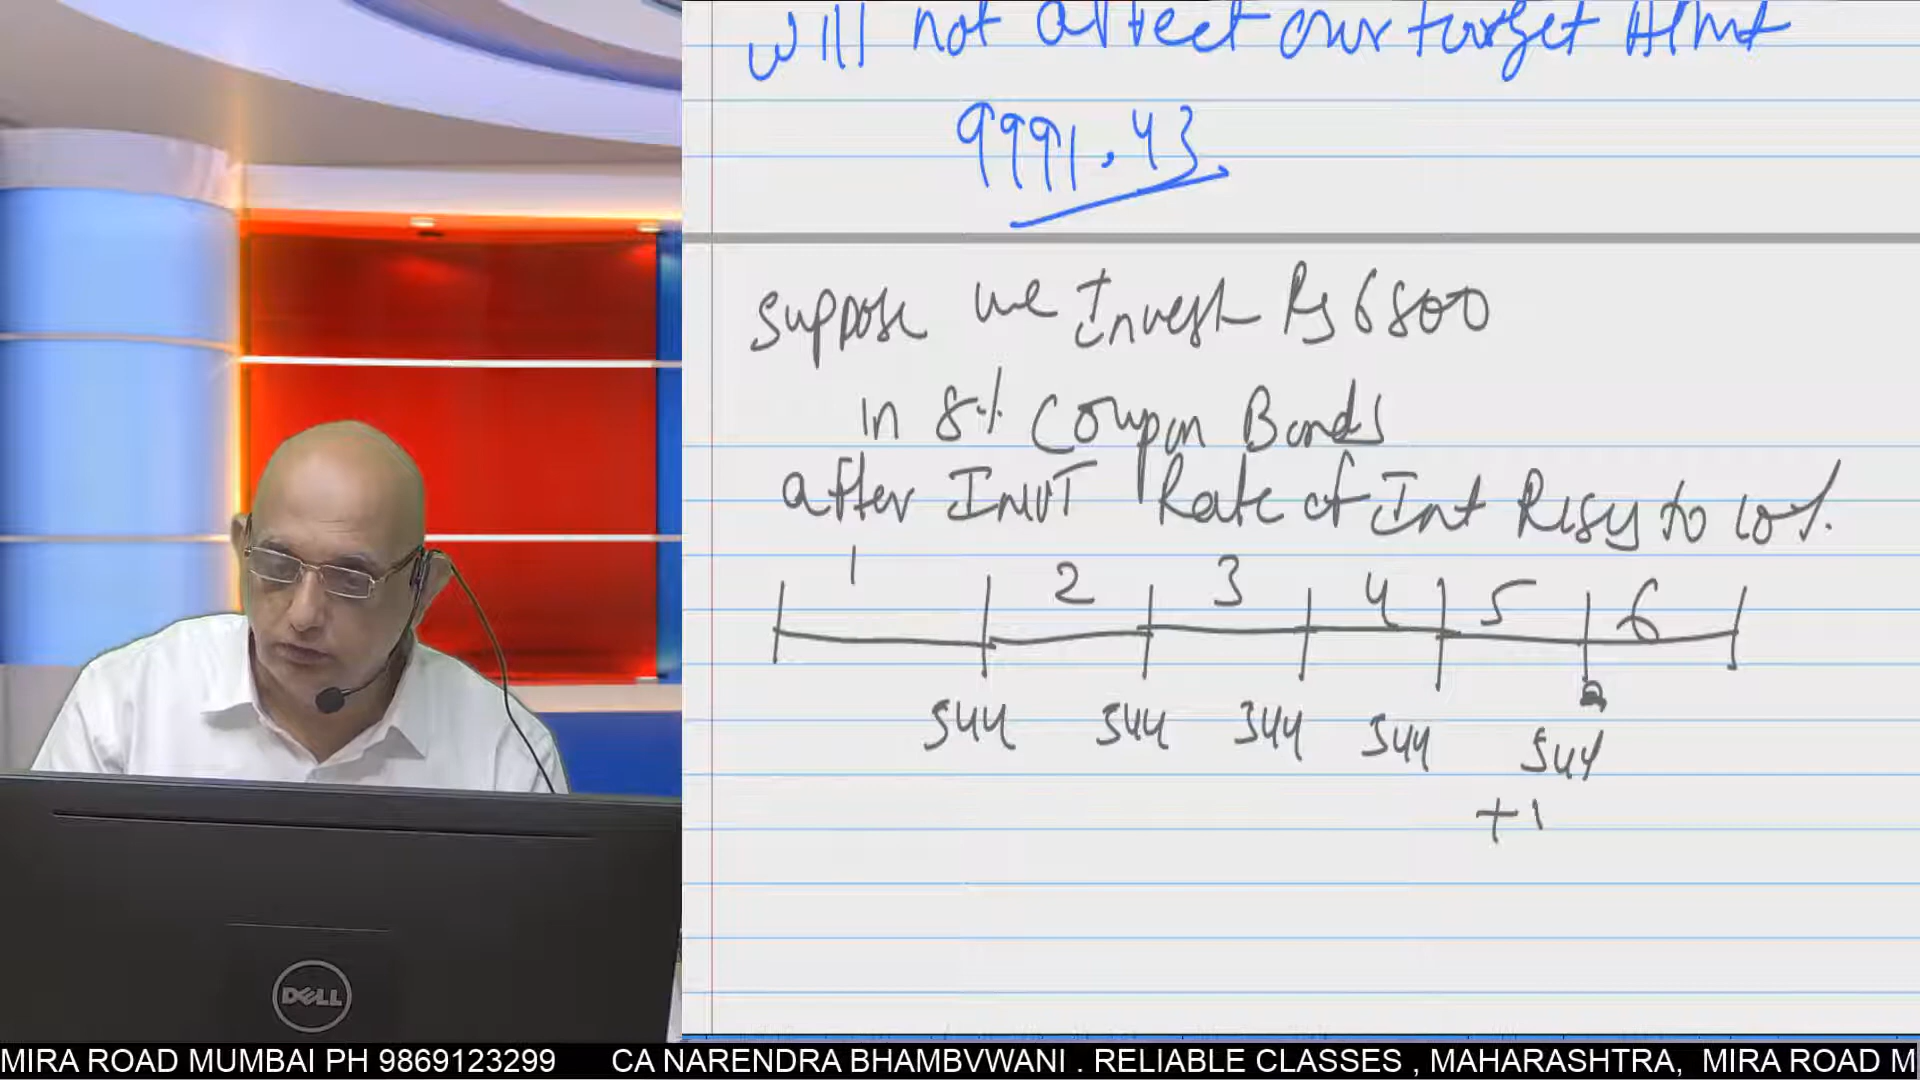 will not affect our target Amt
9991.43.
Suppose we Invest Rs 6800
in 8% Coupon Bonds
after INVT Rate of Int Rises to 10%.
1 2 3 4 5 6
544 544 544 544 544
+1
DELL
MIRA ROAD MUMBAI PH 9869123299 CA NARENDRA BHAMBVWANI . RELIABLE CLASSES , MAHARASHTRA, MIRA ROAD M